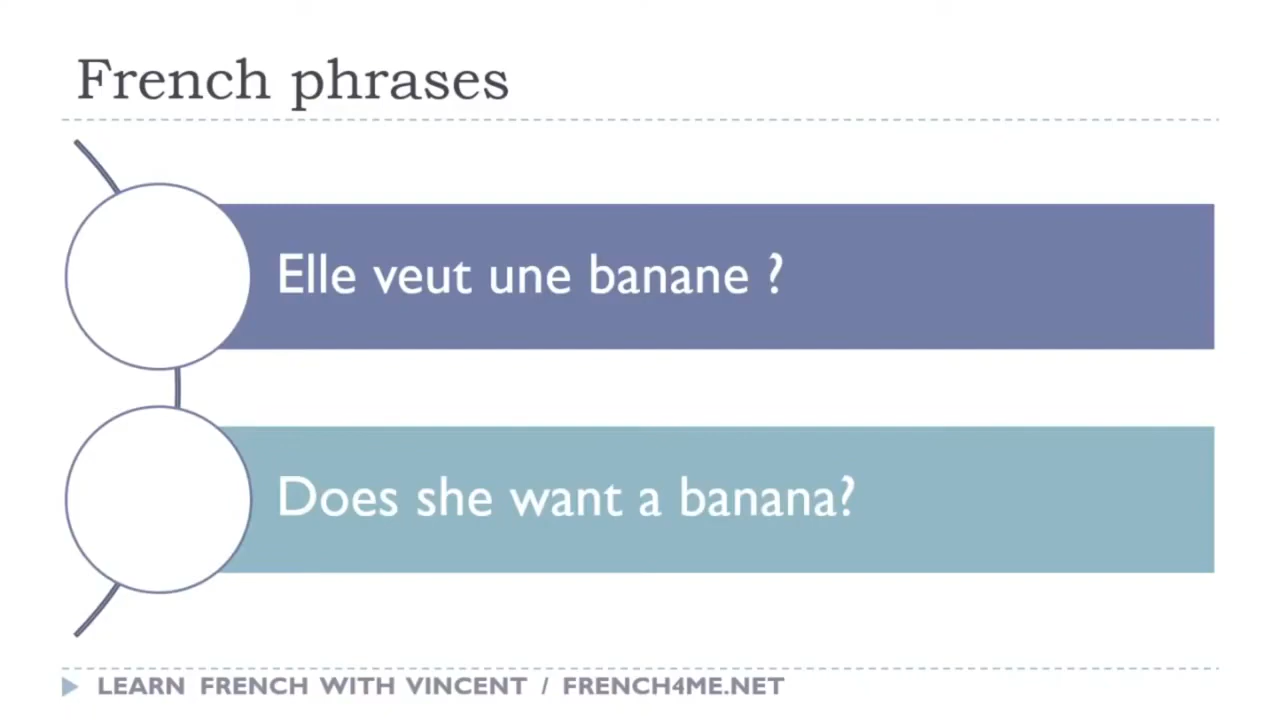 French phrases
Elle veut une banane ?
Does she want a banana?
LEARN FRENCH WITH VINCENT / FRENCH4ME.NET